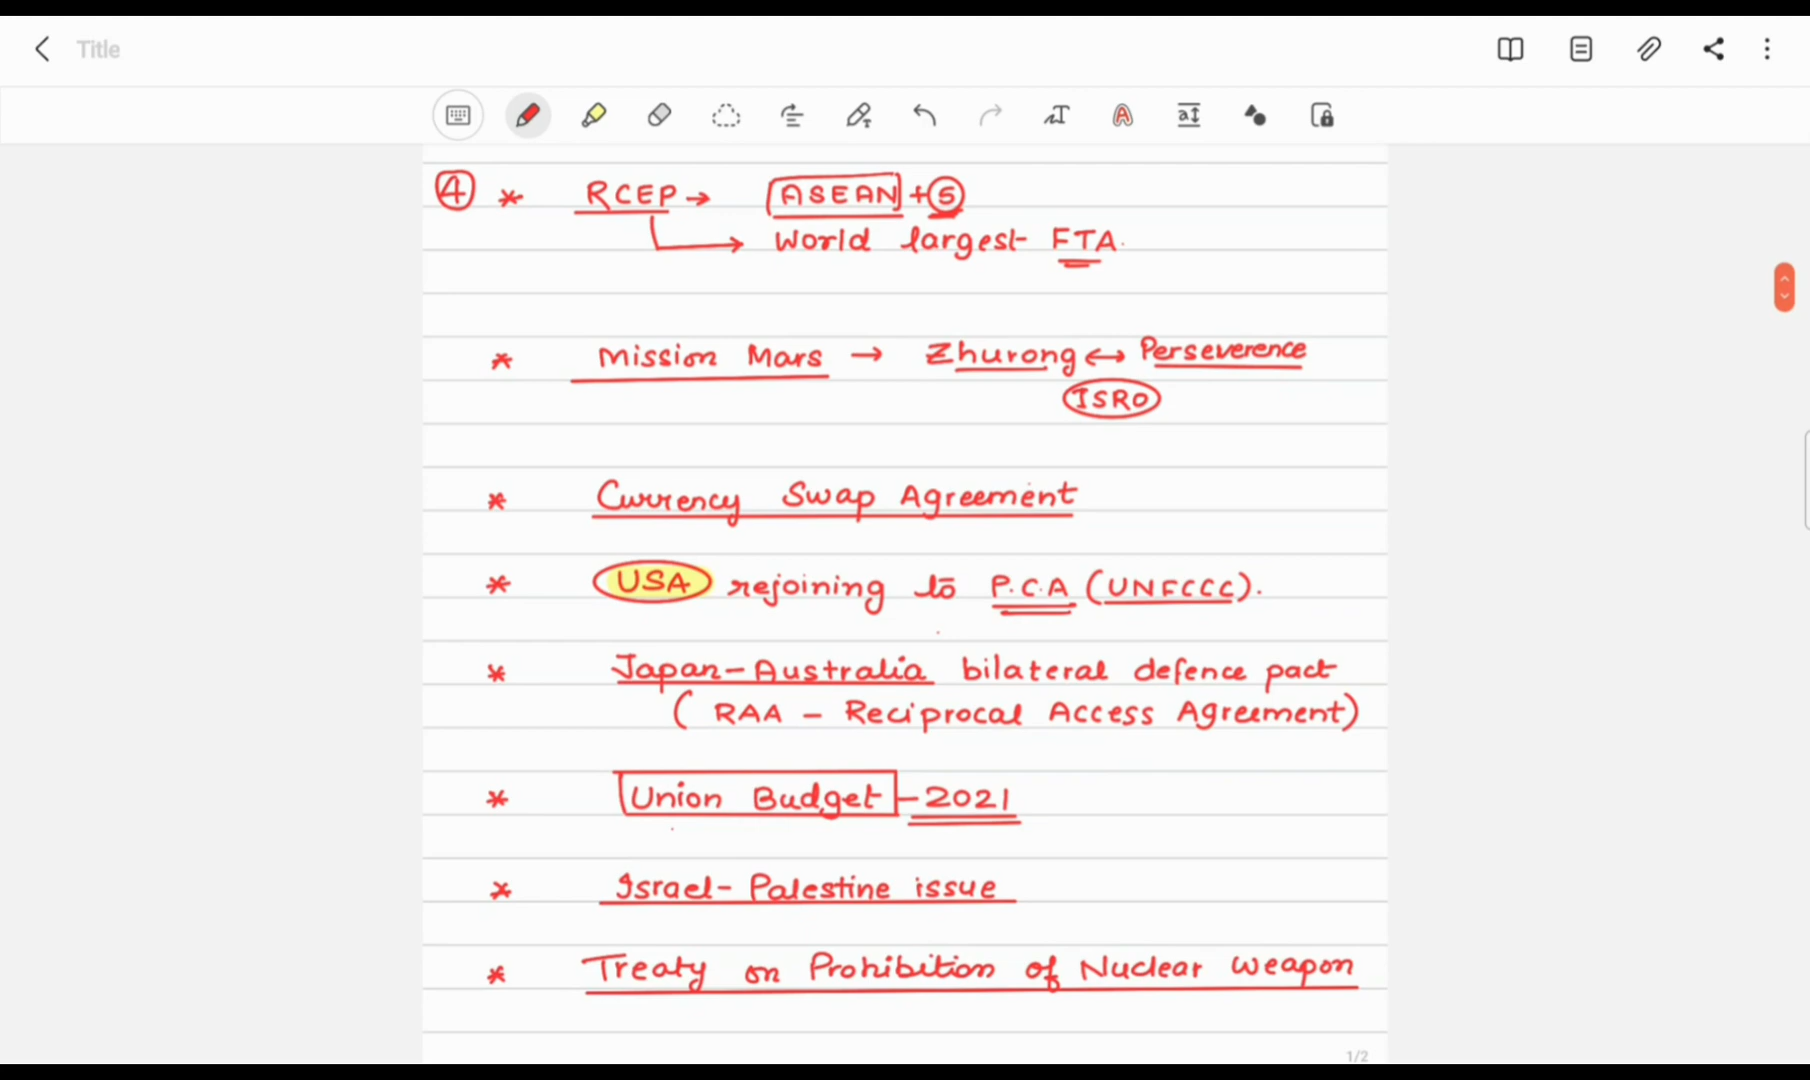 Title
④ * RCEP → ASEAN + ⑤
→ World largest FTA.
* Mission Mars → Zhurong ↔ Perseverence
ISRO
* Currency Swap Agreement
* USA rejoining to P.C.A (UNFCCC).
* Japan-Australia bilateral defence pact
( RAA - Reciprocal Access Agreement)
* Union Budget - 2021
* Israel- Palestine issue
* Treaty on Prohibition of Nuclear Weapon
1/2